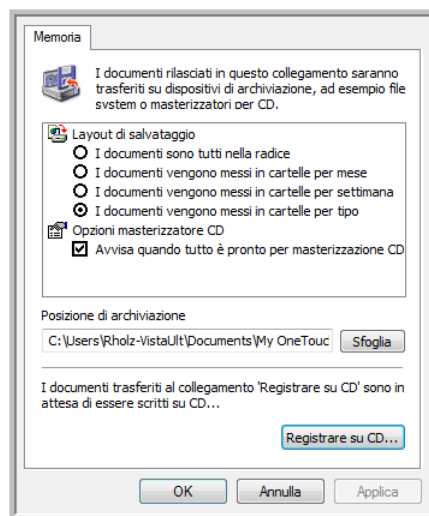 Memoria
I documenti rilasciati in questo collegamento saranno
trasferiti su dispositivi di archiviazione, ad esempio file
system o masterizzatori per CD.
Layout di salvataggio
I documenti sono tutti nella radice
I documenti vengono messi in cartelle per mese
I documenti vengono messi in cartelle per settimana
I documenti vengono messi in cartelle per tipo
Opzioni masterizzatore CD
Avvisa quando tutto è pronto per masterizzazione CD
Posizione di archiviazione
C:\Users\Rholz-VistaUlt\Documents\My OneTouc Sfoglia
I documenti trasferiti al collegamento 'Registrare su CD' sono in
attesa di essere scritti su CD...
Registrare su CD...
OK Annulla Applica